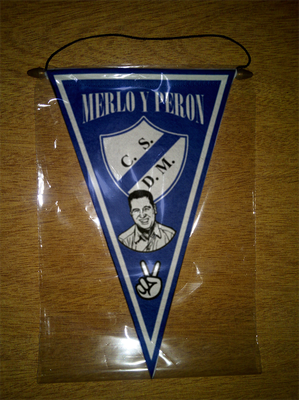 MERLO Y PERON
C. S.
D. M.